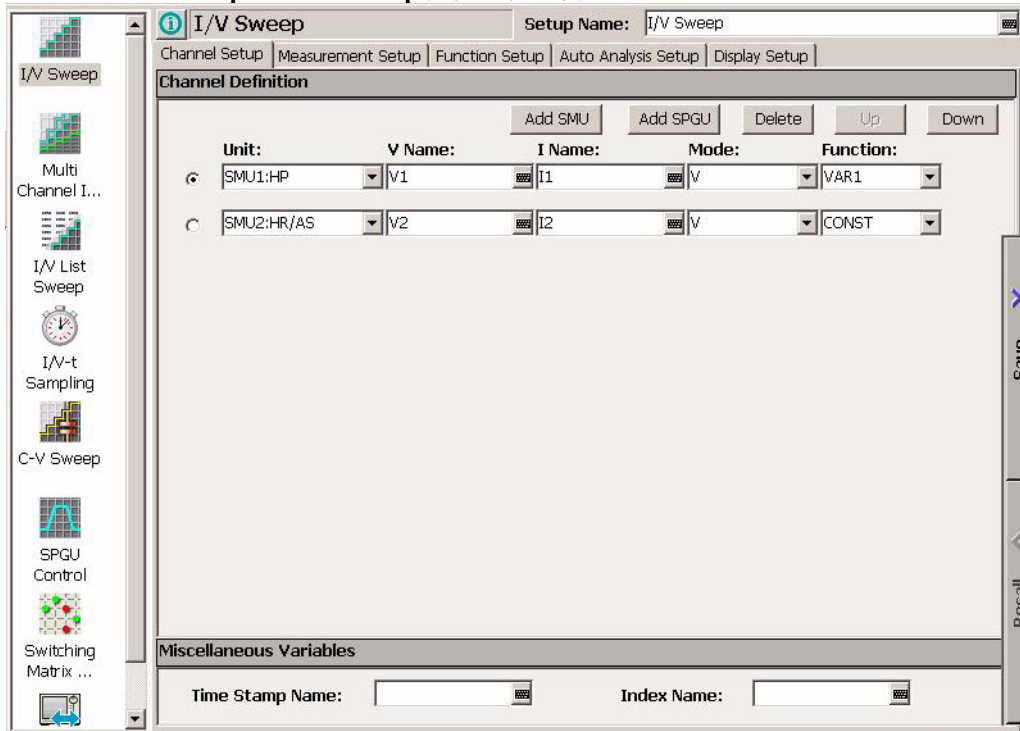 I/V Sweep
Multi
Channel I...
I/V List
Sweep
I/V-t
Sampling
C-V Sweep
SPGU
Control
Switching
Matrix ...
I/V Sweep
Setup Name: I/V Sweep
Channel Setup Measurement Setup Function Setup Auto Analysis Setup Display Setup
Channel Definition
Add SMU Add SPGU Delete Up Down
Unit: V Name: I Name: Mode: Function:
SMU1:HP V1 I1 V VAR1
SMU2:HR/AS V2 I2 V CONST
Miscellaneous Variables
Time Stamp Name: Index Name:
Save
Recall